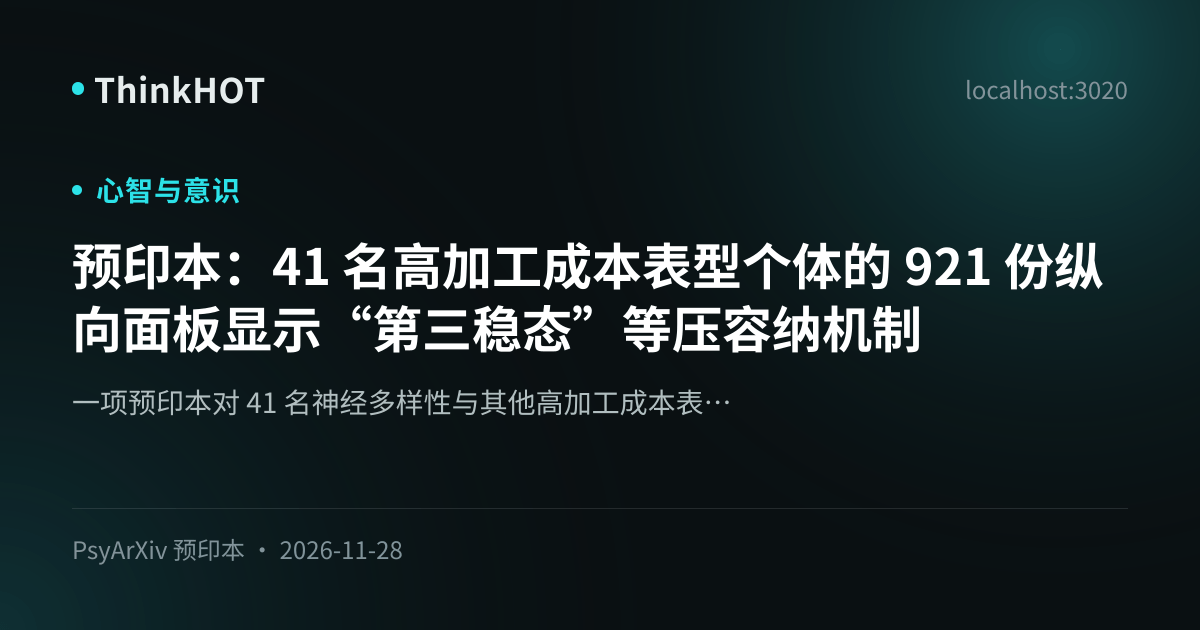 ThinkHOT
localhost:3020
心智与意识
预印本：41 名高加工成本表型个体的 921 份纵
向面板显示“第三稳态”等压容纳机制
一项预印本对 41 名神经多样性与其他高加工成本表…
PsyArXiv 预印本 · 2026-11-28